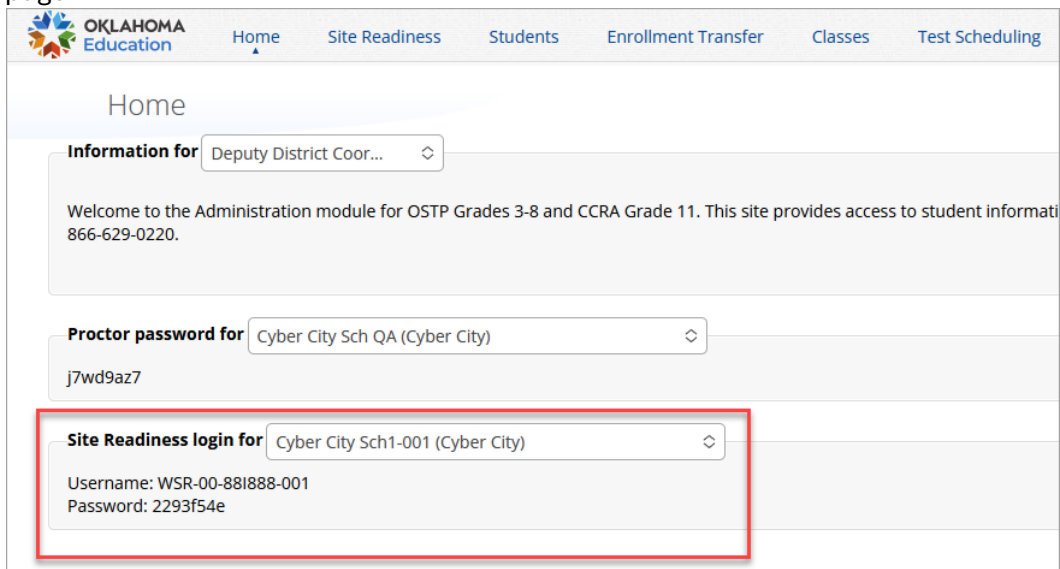 page
OKLAHOMA
Education
Home Site Readiness Students Enrollment Transfer Classes Test Scheduling
Home
Information for Deputy District Coor...
Welcome to the Administration module for OSTP Grades 3-8 and CCRA Grade 11. This site provides access to student informati
866-629-0220.
Proctor password for Cyber City Sch QA (Cyber City)
j7wd9az7
Site Readiness login for Cyber City Sch1-001 (Cyber City)
Username: WSR-00-88I888-001
Password: 2293f54e